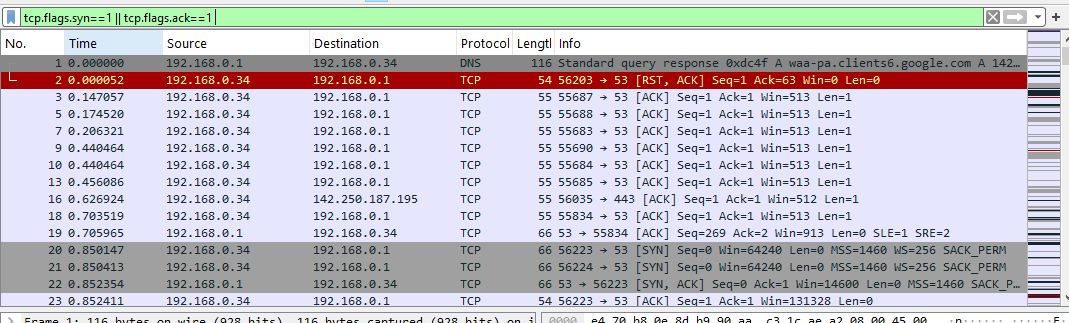 tcp.flags.syn==1 || tcp.flags.ack==1
No. Time Source Destination Protocol Lengtl Info
1 0.000000 192.168.0.1 192.168.0.34 DNS 116 Standard query response 0xdc4f A waa-pa.clients6.google.com A 142...
2 0.000052 192.168.0.34 192.168.0.1 TCP 54 56203 → 53 [RST, ACK] Seq=1 Ack=63 Win=0 Len=0
3 0.147057 192.168.0.34 192.168.0.1 TCP 55 55687 → 53 [ACK] Seq=1 Ack=1 Win=513 Len=1
5 0.174520 192.168.0.34 192.168.0.1 TCP 55 55688 → 53 [ACK] Seq=1 Ack=1 Win=513 Len=1
7 0.206321 192.168.0.34 192.168.0.1 TCP 55 55683 → 53 [ACK] Seq=1 Ack=1 Win=513 Len=1
9 0.440464 192.168.0.34 192.168.0.1 TCP 55 55690 → 53 [ACK] Seq=1 Ack=1 Win=513 Len=1
10 0.440464 192.168.0.34 192.168.0.1 TCP 55 55684 → 53 [ACK] Seq=1 Ack=1 Win=513 Len=1
13 0.456086 192.168.0.34 192.168.0.1 TCP 55 55685 → 53 [ACK] Seq=1 Ack=1 Win=513 Len=1
16 0.626924 192.168.0.34 142.250.187.195 TCP 55 56035 → 443 [ACK] Seq=1 Ack=1 Win=512 Len=1
18 0.703519 192.168.0.34 192.168.0.1 TCP 55 55834 → 53 [ACK] Seq=1 Ack=1 Win=513 Len=1
19 0.705965 192.168.0.1 192.168.0.34 TCP 66 53 → 55834 [ACK] Seq=269 Ack=2 Win=913 Len=0 SLE=1 SRE=2
20 0.850147 192.168.0.34 192.168.0.1 TCP 66 56223 → 53 [SYN] Seq=0 Win=64240 Len=0 MSS=1460 WS=256 SACK_PERM
21 0.850413 192.168.0.34 192.168.0.1 TCP 66 56224 → 53 [SYN] Seq=0 Win=64240 Len=0 MSS=1460 WS=256 SACK_PERM
22 0.852354 192.168.0.1 192.168.0.34 TCP 66 53 → 56223 [SYN, ACK] Seq=0 Ack=1 Win=14600 Len=0 MSS=1460 SACK_P...
23 0.852411 192.168.0.34 192.168.0.1 TCP 54 56223 → 53 [ACK] Seq=1 Ack=1 Win=131328 Len=0
Frame 1: 116 bytes on wire (928 bits), 116 bytes captured (928 bits) on i